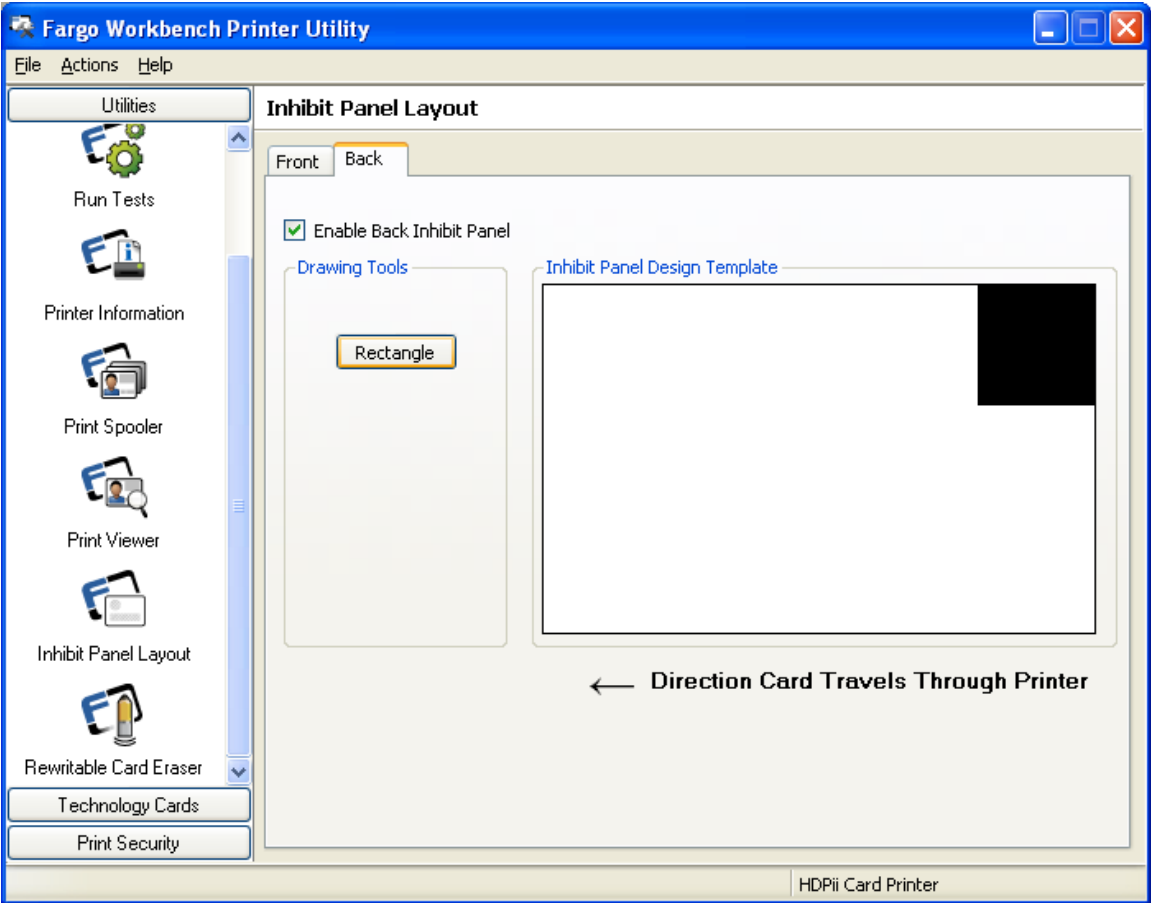 Fargo Workbench Printer Utility
File Actions Help
Utilities
Run Tests
Printer Information
Print Spooler
Print Viewer
Inhibit Panel Layout
Rewritable Card Eraser
Technology Cards
Print Security
Inhibit Panel Layout
Front Back
Enable Back Inhibit Panel
Drawing Tools
Rectangle
Inhibit Panel Design Template
← Direction Card Travels Through Printer
HDPii Card Printer